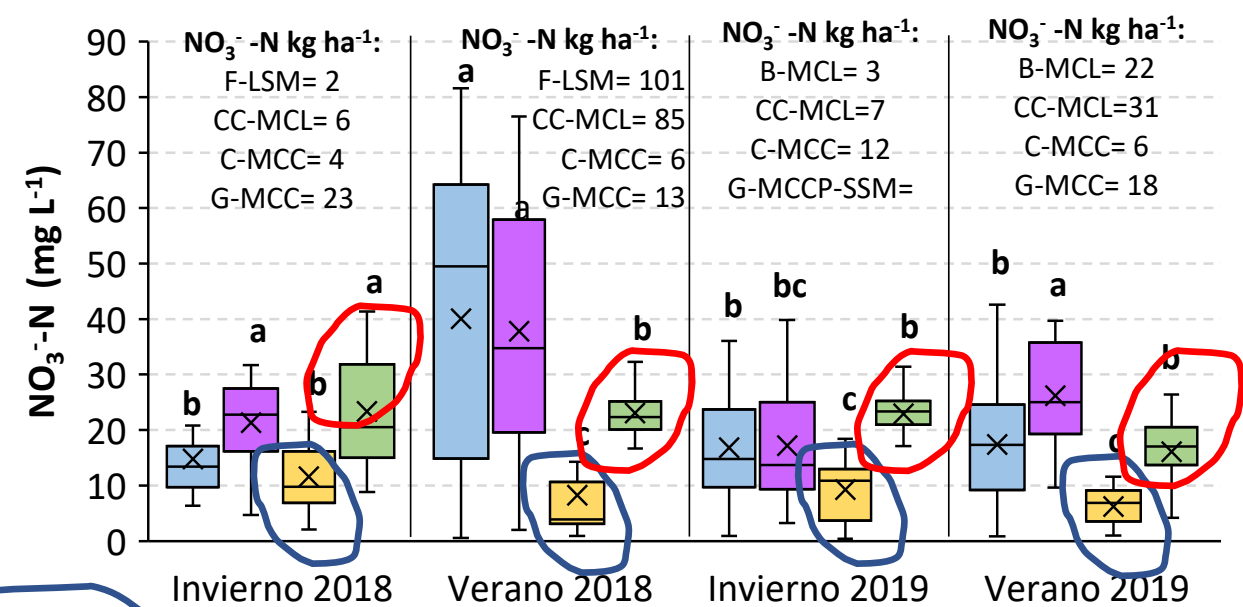 NO₃⁻-N (mg L⁻¹)
90
80
70
60
50
40
30
20
10
0
NO₃⁻ -N kg ha⁻¹:
F-LSM= 2
CC-MCL= 6
C-MCC= 4
G-MCC= 23
b
a
b
a
Invierno 2018
NO₃⁻ -N kg ha⁻¹:
F-LSM= 101
CC-MCL= 85
C-MCC= 6
G-MCC= 13
a
a
c
b
Verano 2018
NO₃⁻ -N kg ha⁻¹:
B-MCL= 3
CC-MCL=7
C-MCC= 12
G-MCCP-SSM=
b
bc
c
b
Invierno 2019
NO₃⁻ -N kg ha⁻¹:
B-MCL= 22
CC-MCL=31
C-MCC= 6
G-MCC= 18
b
a
b
Verano 2019